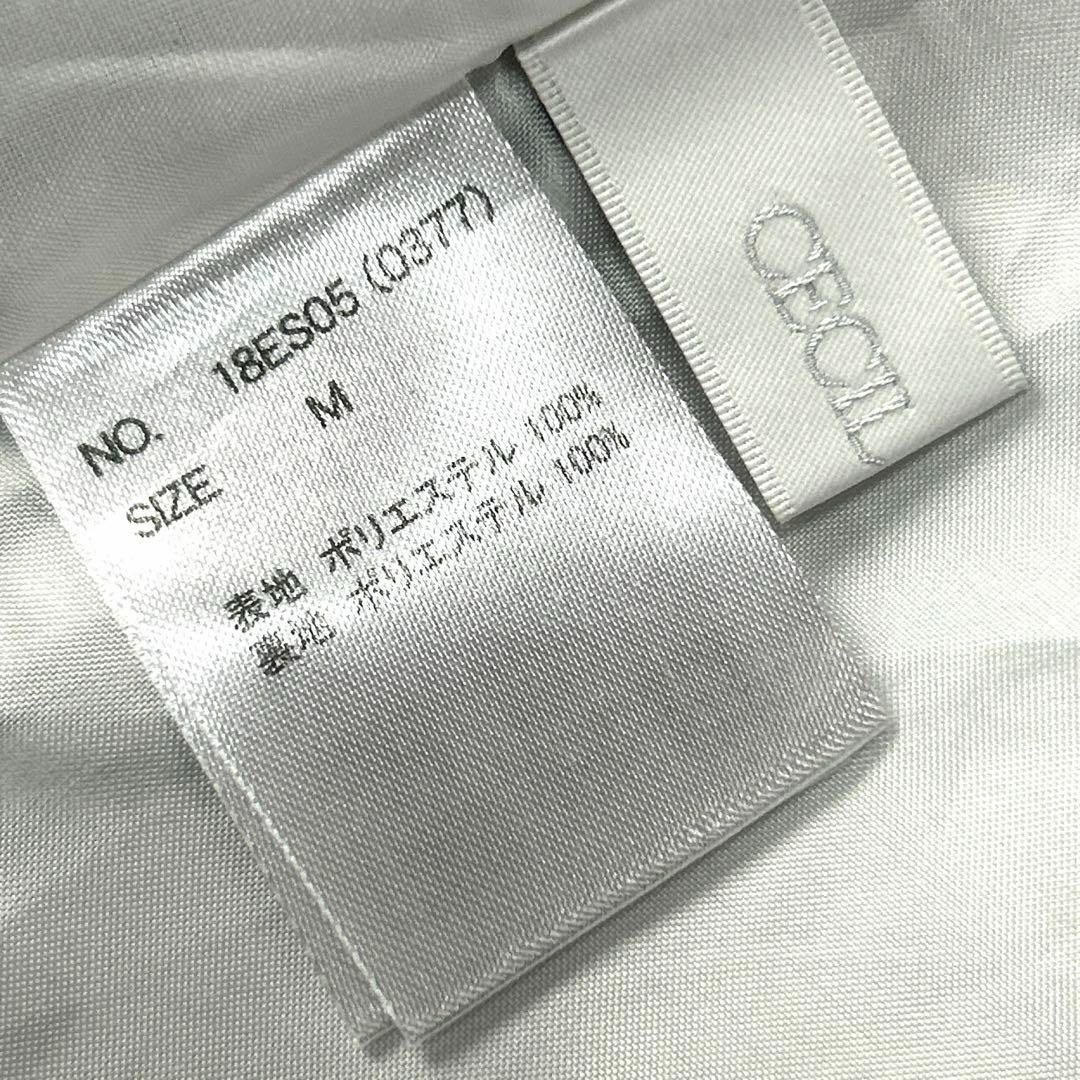 NO. 18ES05 (0377)
SIZE M
表地 ポリエステル 100%
裏地 ポリエステル 100%
CECIL